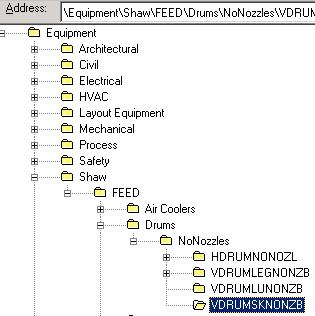 Address: \Equipment\Shaw\FEED\Drums\NoNozzles\VDRUM
Equipment
Architectural
Civil
Electrical
HVAC
Layout Equipment
Mechanical
Process
Safety
Shaw
FEED
Air Coolers
Drums
NoNozzles
HDRUMNONOZL
VDRUMLEGNONZB
VDRUMLUNONZB
VDRUMSKNONZB